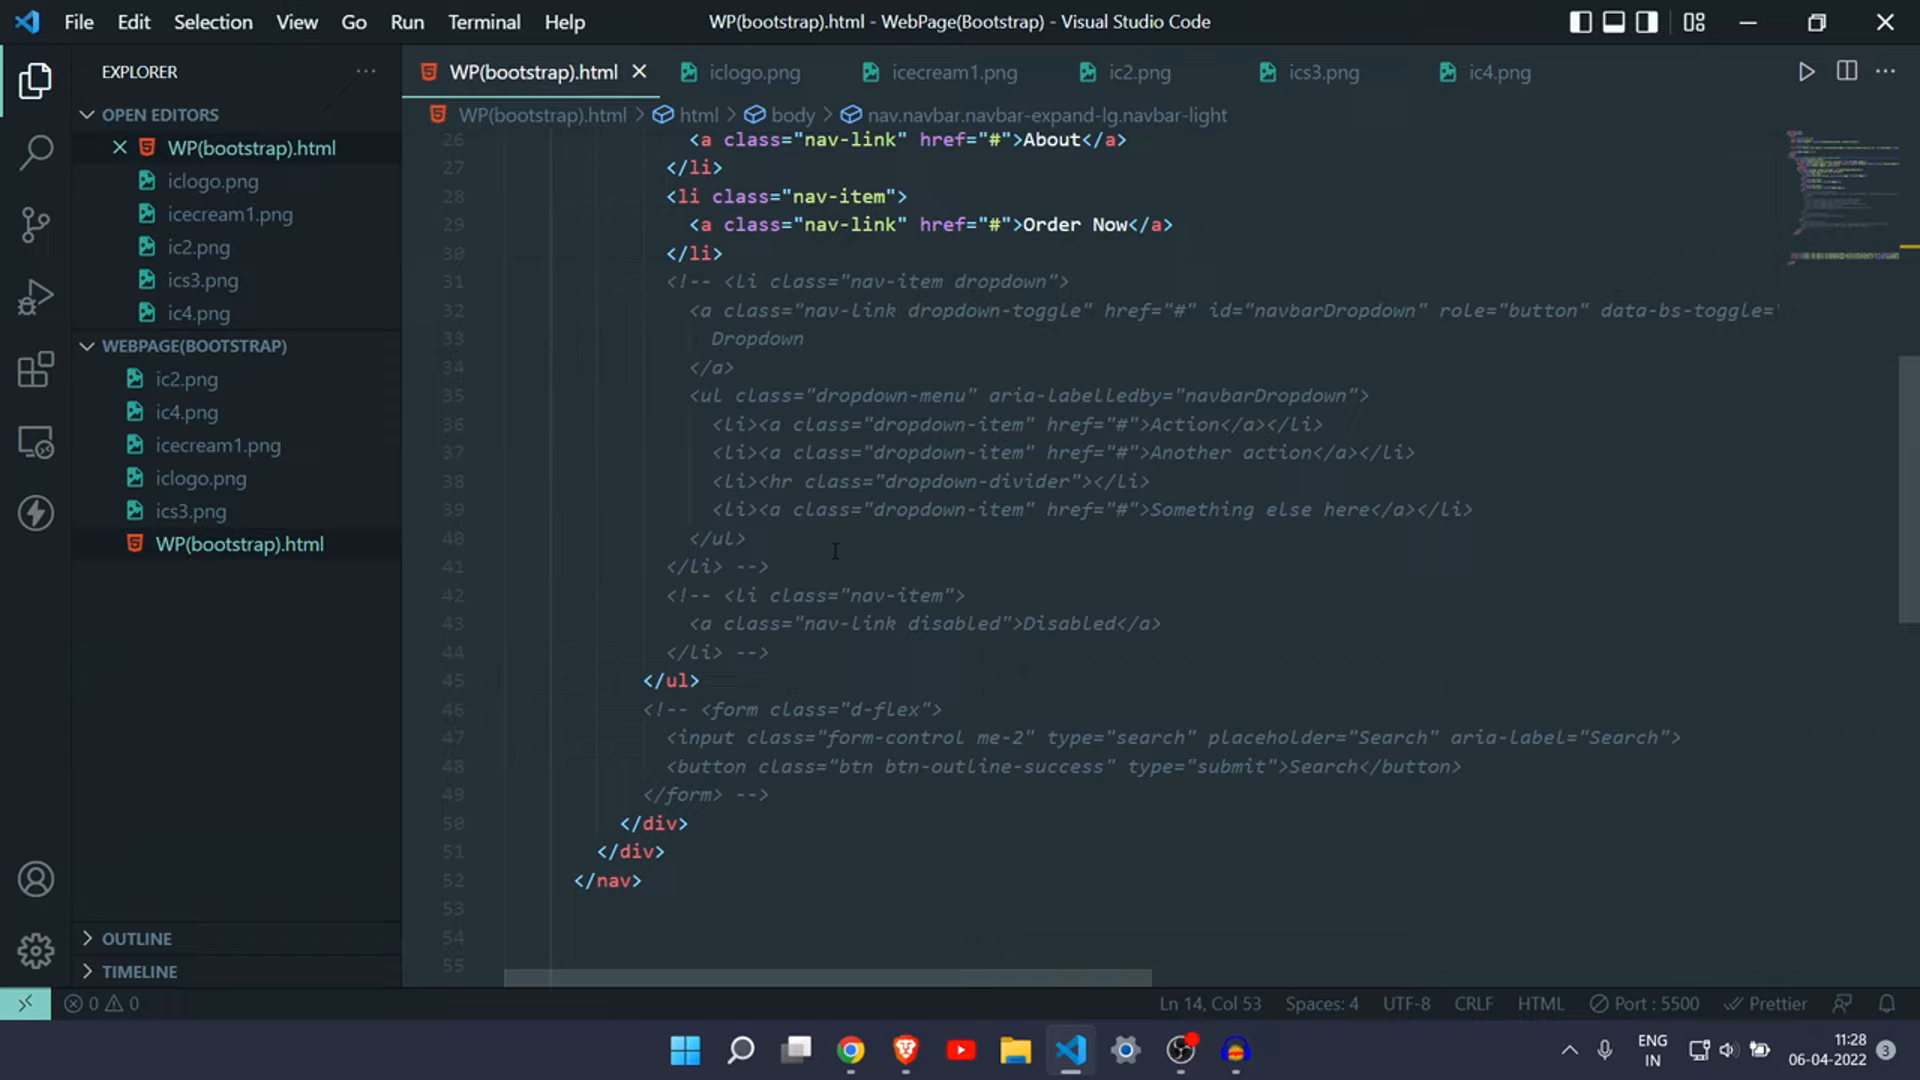 File Edit Selection View Go Run Terminal Help
WP(bootstrap).html - WebPage(Bootstrap) - Visual Studio Code
EXPLORER
OPEN EDITORS
WP(bootstrap).html
iclogo.png
icecream1.png
ic2.png
ics3.png
ic4.png
WEBPAGE(BOOTSTRAP)
ic2.png
ic4.png
icecream1.png
iclogo.png
ics3.png
WP(bootstrap).html
OUTLINE
TIMELINE
WP(bootstrap).html iclogo.png icecream1.png ic2.png ics3.png ic4.png
WP(bootstrap).html > html > body > nav.navbar.navbar-expand-lg.navbar-light
26 <a class="nav-link" href="#">About</a>
27 </li>
28 <li class="nav-item">
29 <a class="nav-link" href="#">Order Now</a>
30 </li>
31 <!-- <li class="nav-item dropdown">
32 <a class="nav-link dropdown-toggle" href="#" id="navbarDropdown" role="button" data-bs-toggle="
33 Dropdown
34 </a>
35 <ul class="dropdown-menu" aria-labelledby="navbarDropdown">
36 <li><a class="dropdown-item" href="#">Action</a></li>
37 <li><a class="dropdown-item" href="#">Another action</a></li>
38 <li><hr class="dropdown-divider"></li>
39 <li><a class="dropdown-item" href="#">Something else here</a></li>
40 </ul>
41 </li> -->
42 <!-- <li class="nav-item">
43 <a class="nav-link disabled">Disabled</a>
44 </li> -->
45 </ul>
46 <!-- <form class="d-flex">
47 <input class="form-control me-2" type="search" placeholder="Search" aria-label="Search">
48 <button class="btn btn-outline-success" type="submit">Search</button>
49 </form> -->
50 </div>
51 </div>
52 </nav>
53
54
55
0 0 Ln 14, Col 53 Spaces: 4 UTF-8 CRLF HTML Port : 5500 Prettier
ENG
IN
11:28
06-04-2022
3